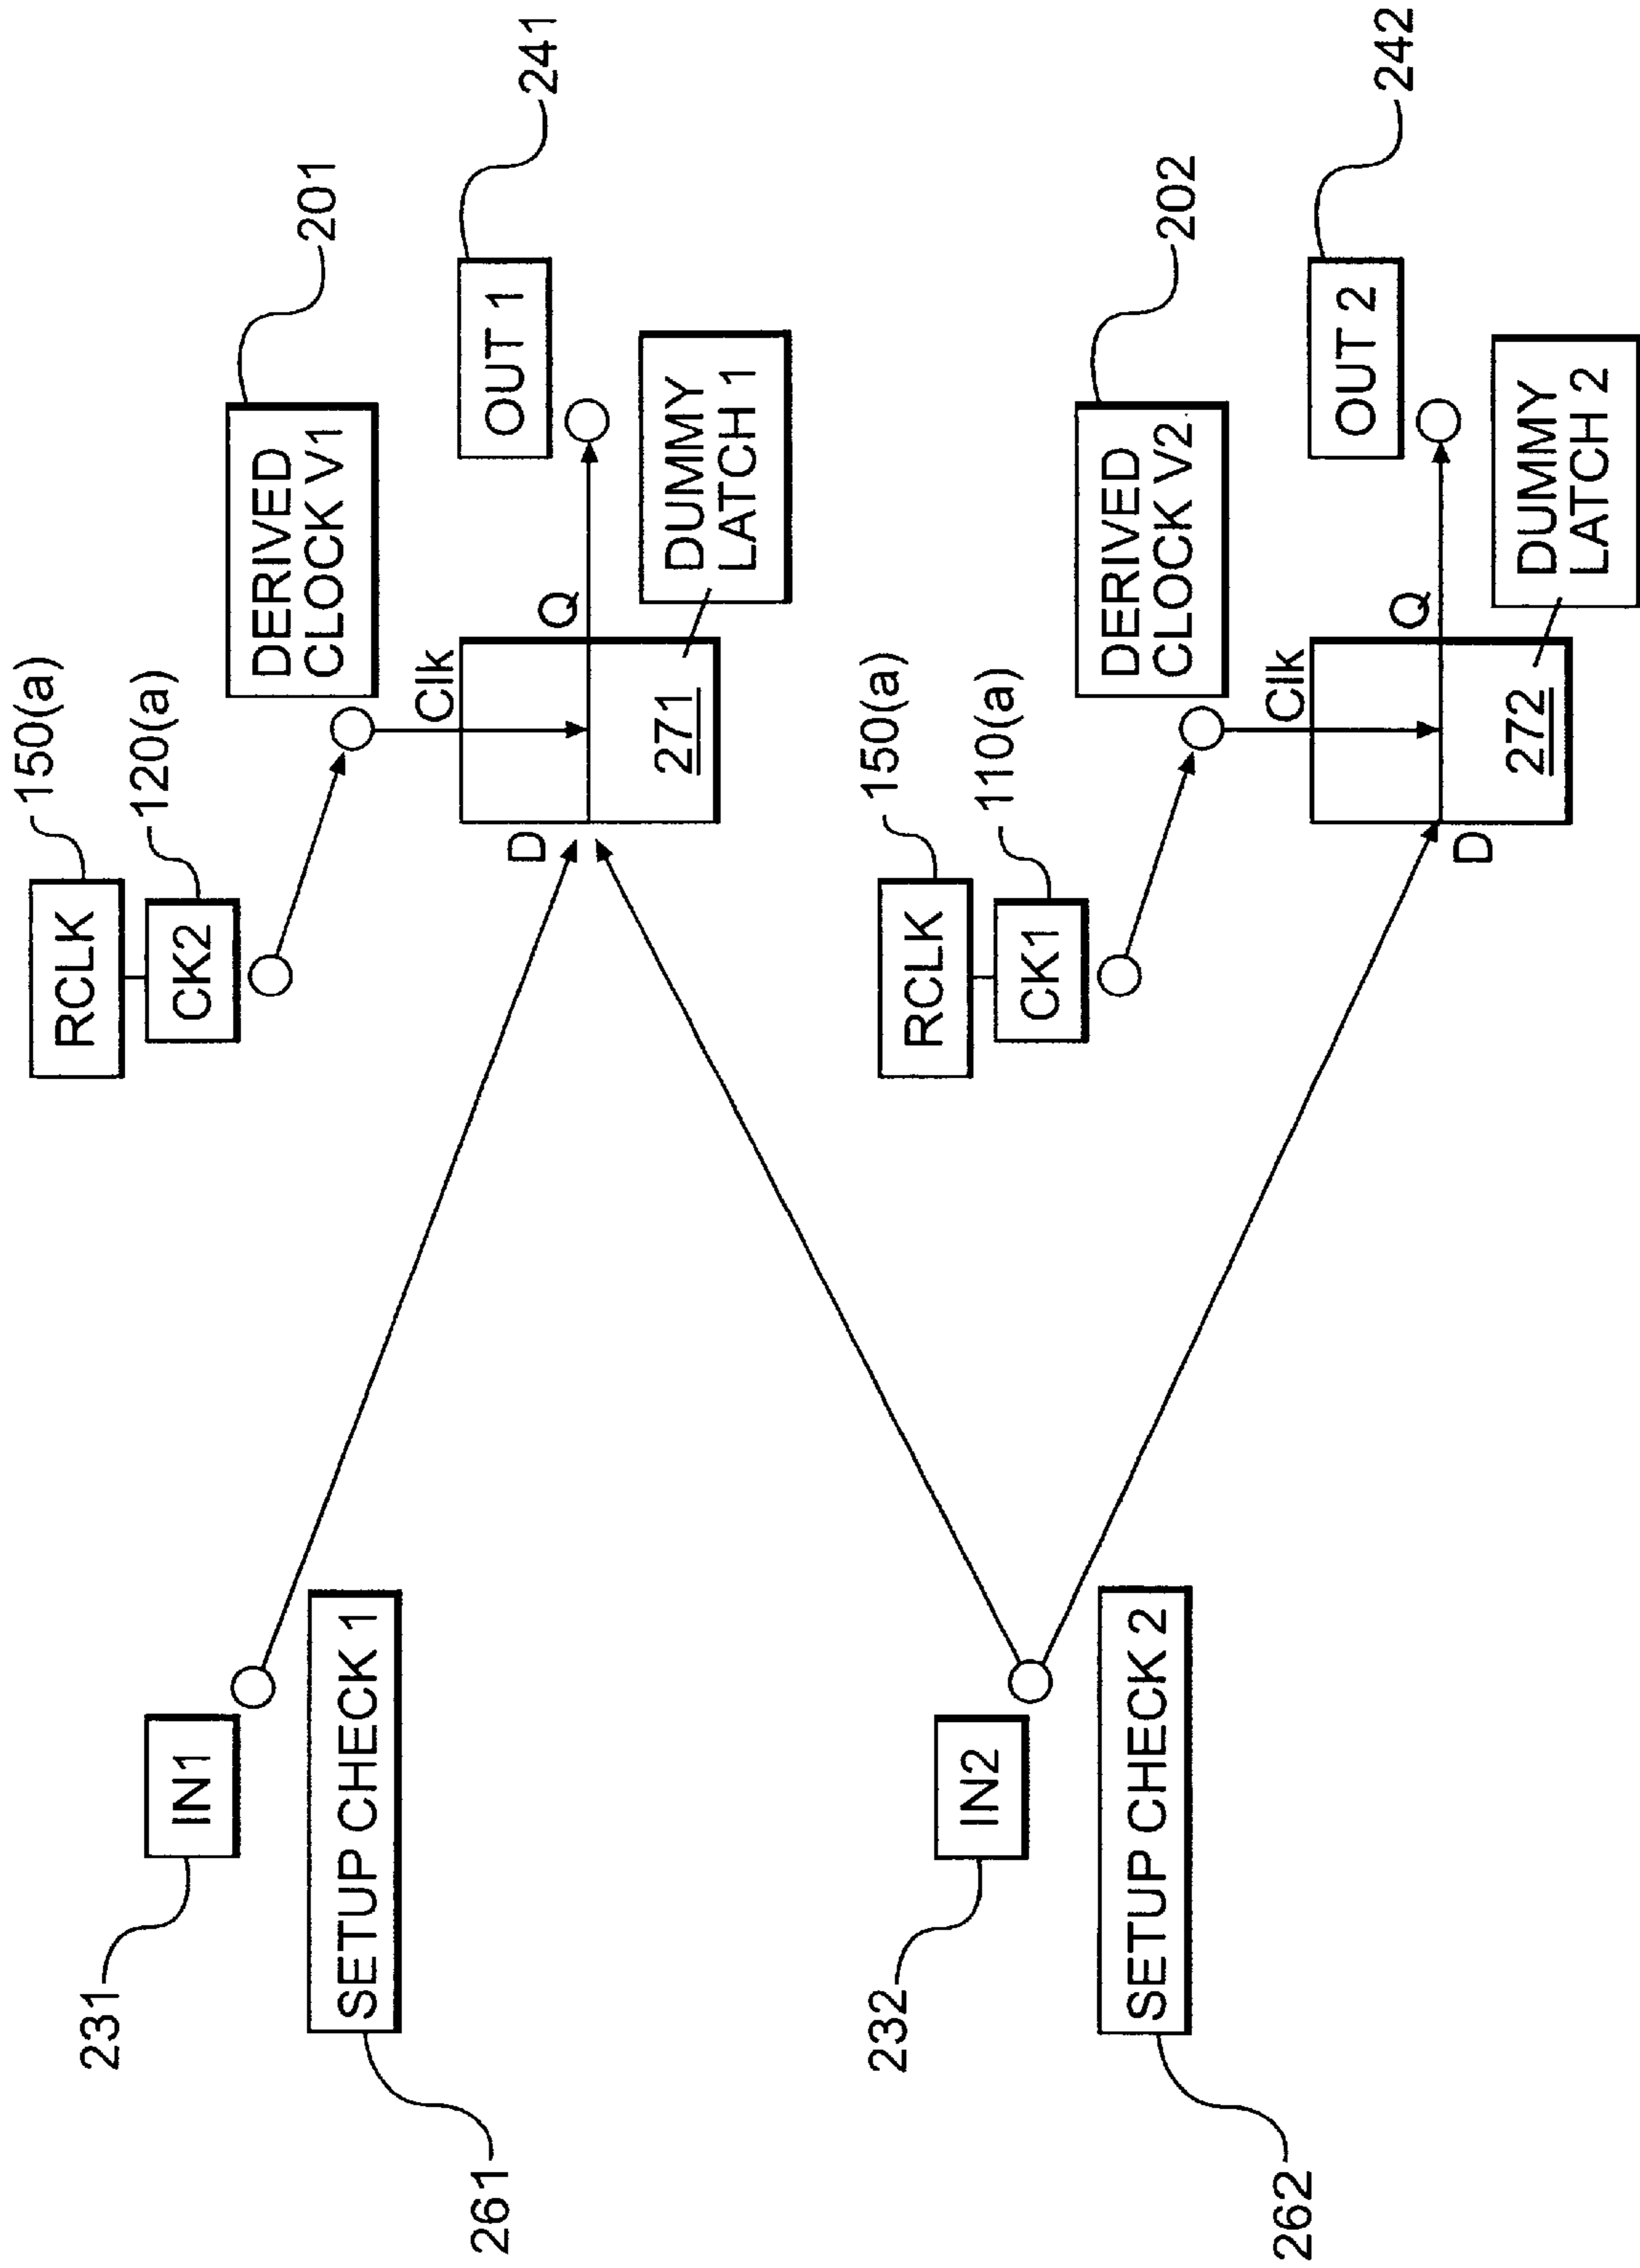 150(a)
RCLK
120(a)
CK2
201
DERIVED
CLOCK V1
241
OUT 1
Clk
Q
D
271
DUMMY
LATCH 1
231
IN1
SETUP CHECK 1
261
150(a)
RCLK
110(a)
CK1
202
DERIVED
CLOCK V2
242
OUT 2
Clk
Q
D
272
DUMMY
LATCH 2
232
IN2
SETUP CHECK 2
262